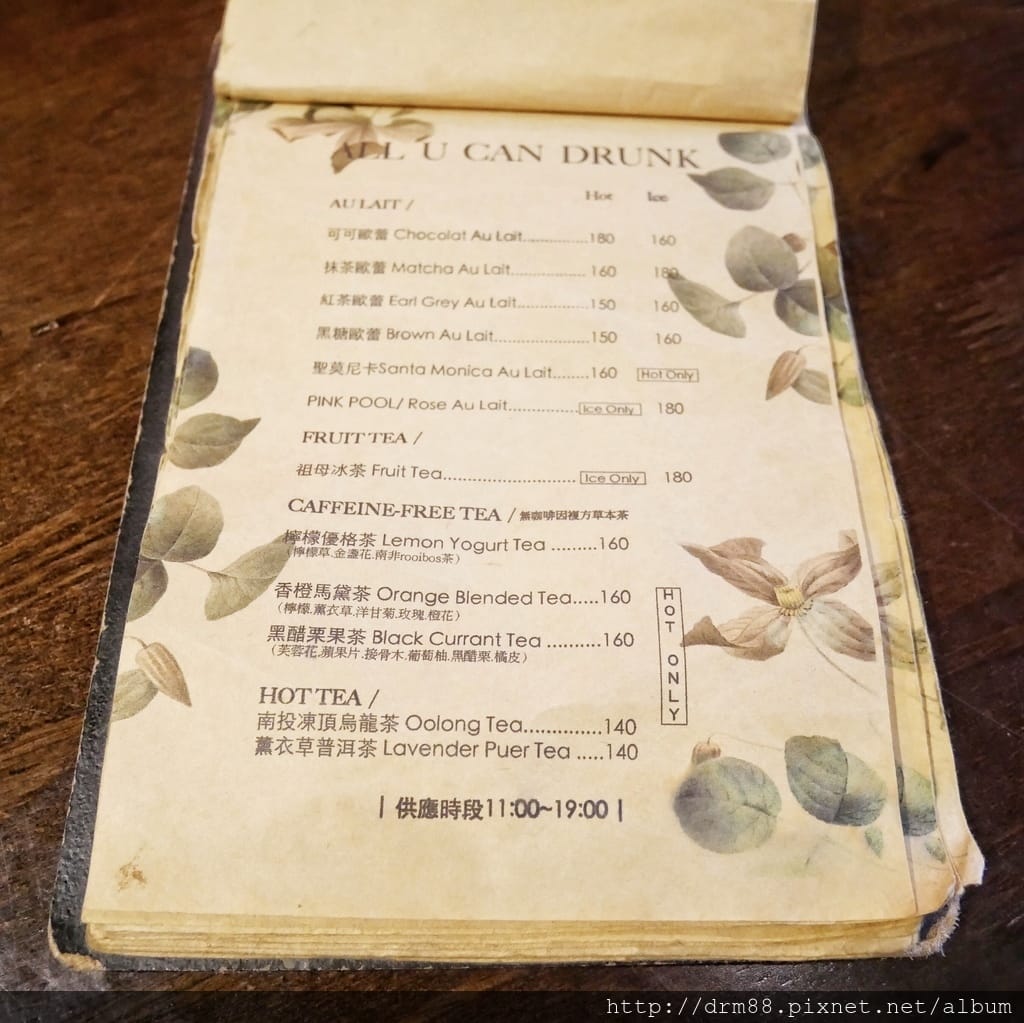 ALL U CAN DRUNK
Hot Ice
AU LAIT /
可可歐蕾 Chocolat Au Lait...............180 160
抹茶歐蕾 Matcha Au Lait.................. 160 180
紅茶歐蕾 Earl Grey Au Lait.................150 160
黑糖歐蕾 Brown Au Lait......................150 160
聖莫尼卡Santa Monica Au Lait........160 Hot Only
PINK POOL/ Rose Au Lait................Ice Only 180
FRUIT TEA /
祖母冰茶 Fruit Tea............................ Ice Only 180
CAFFEINE-FREE TEA / 無咖啡因複方草本茶
檸檬優格茶 Lemon Yogurt Tea .........160
（檸檬草.金盞花.南非rooibos茶）
香橙馬黛茶 Orange Blended Tea.....160
（檸檬.薰衣草.洋甘菊.玫瑰.橙花）
黑醋栗果茶 Black Currant Tea ..........160
（芙蓉花.蘋果片.接骨木.葡萄柚.黑醋栗.橘皮）
HOT ONLY
HOT TEA /
南投凍頂烏龍茶 Oolong Tea...............140
薰衣草普洱茶 Lavender Puer Tea .....140
| 供應時段11:00~19:00 |
http://drm88.pixnet.net/album